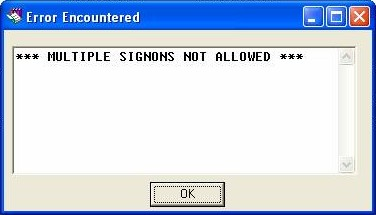 Error Encountered
*** MULTIPLE SIGNONS NOT ALLOWED ***
OK